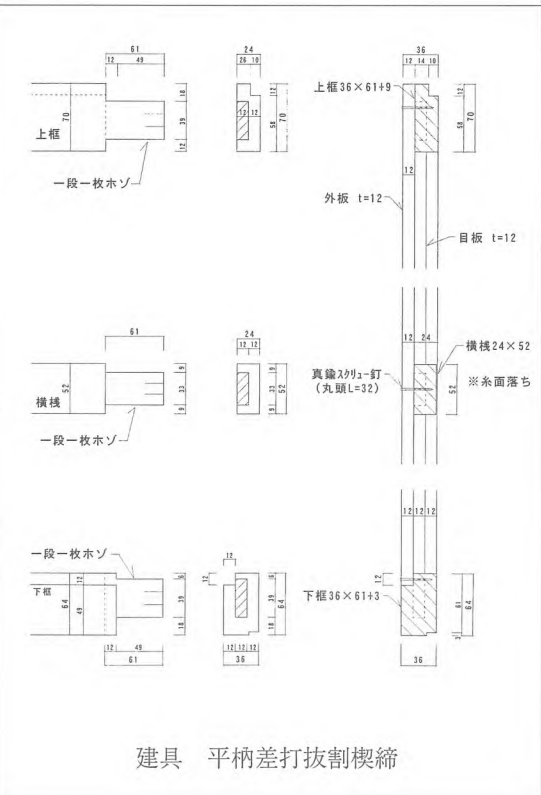 61
12 49
18
39
12
70
上框
一段一枚ホゾ
24
26 10
12 12
12
58
70
36
12 14 10
上框36×61+9
12
58
70
12
外板 t=12
目板 t=12
61
9
33
9
52
横桟
一段一枚ホゾ
24
12 12
9
33
9
52
12 24
横桟24×52
真鍮スクリュー釘
(丸頭L=32)
52
※糸面落ち
一段一枚ホゾ
下框
12
49
64
6
39
18
12 49
61
12
12
12 12 12
36
6
39
18
64
12 12 12
12
下框36×61+3
61
64
3
36
建具 平枘差打抜割楔締